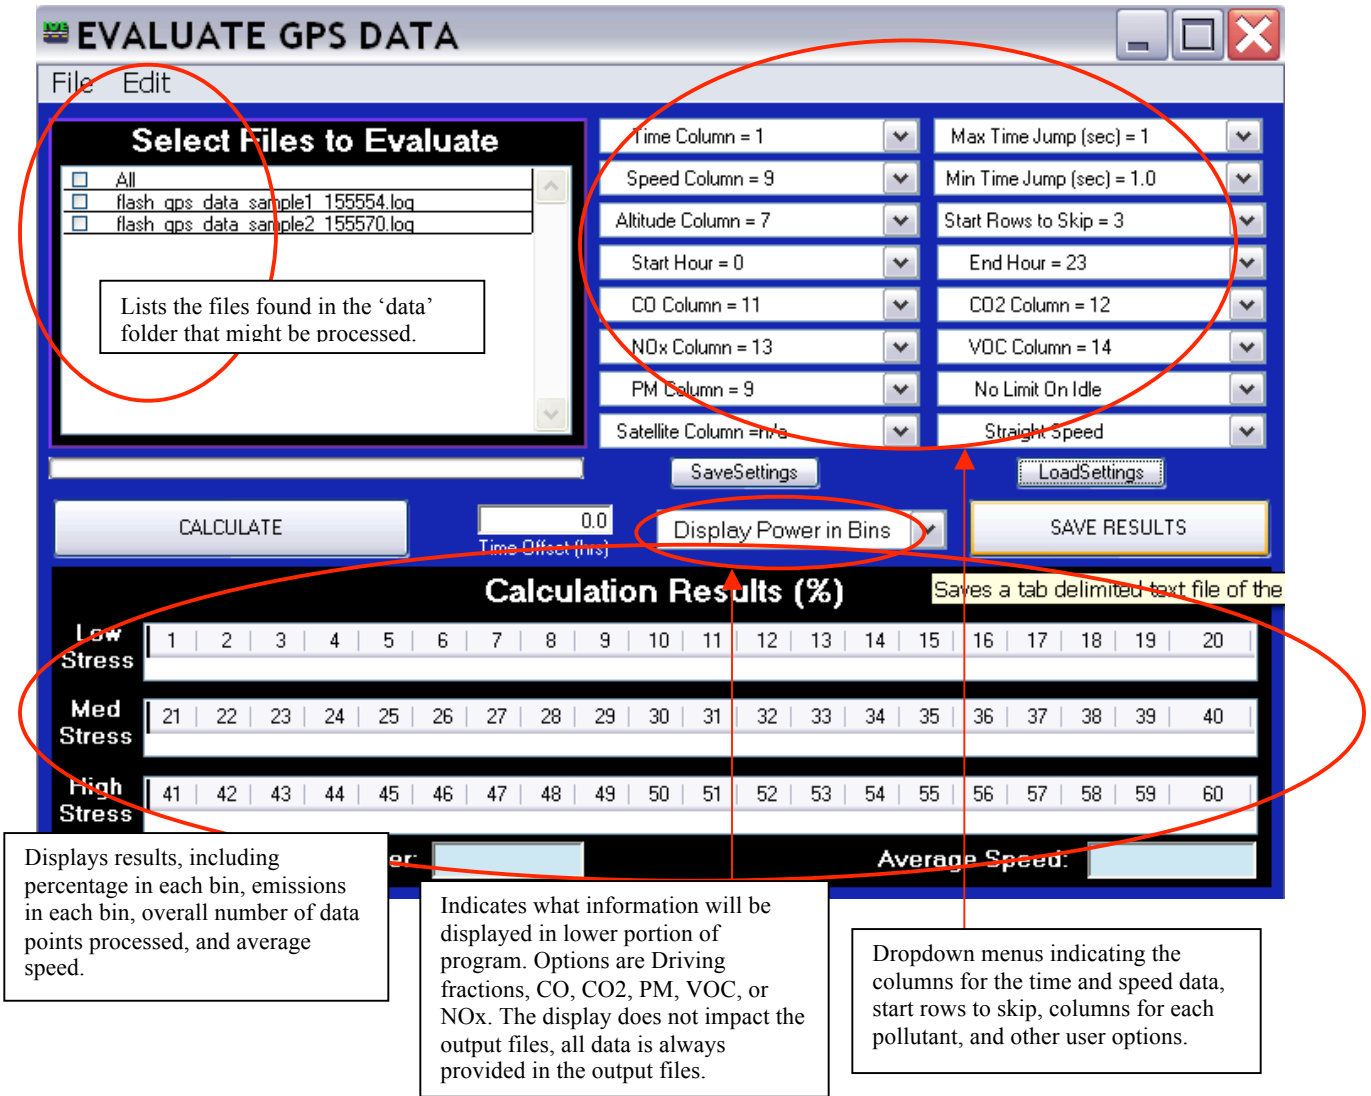 IVE EVALUATE GPS DATA
File Edit
Select Files to Evaluate
All
flash_gps_data_sample1_155554.log
flash_gps_data_sample2_155570.log
Lists the files found in the ‘data’
folder that might be processed.
Time Column = 1
Max Time Jump (sec) = 1
Speed Column = 9
Min Time Jump (sec) = 1.0
Altitude Column = 7
Start Rows to Skip = 3
Start Hour = 0
End Hour = 23
CO Column = 11
CO2 Column = 12
NOx Column = 13
VOC Column = 14
PM Column = 9
No Limit On Idle
Satellite Column =n/a
Straight Speed
SaveSettings
LoadSettings
CALCULATE
0.0
Time Offset (hrs)
Display Power in Bins
SAVE RESULTS
Calculation Results (%)
Saves a tab delimited text file of the
Low
Stress
1 2 3 4 5 6 7 8 9 10 11 12 13 14 15 16 17 18 19 20
Med
Stress
21 22 23 24 25 26 27 28 29 30 31 32 33 34 35 36 37 38 39 40
High
Stress
41 42 43 44 45 46 47 48 49 50 51 52 53 54 55 56 57 58 59 60
er:
Average Speed:
Displays results, including
percentage in each bin, emissions
in each bin, overall number of data
points processed, and average
speed.
Indicates what information will be
displayed in lower portion of
program. Options are Driving
fractions, CO, CO2, PM, VOC, or
NOx. The display does not impact the
output files, all data is always
provided in the output files.
Dropdown menus indicating the
columns for the time and speed data,
start rows to skip, columns for each
pollutant, and other user options.